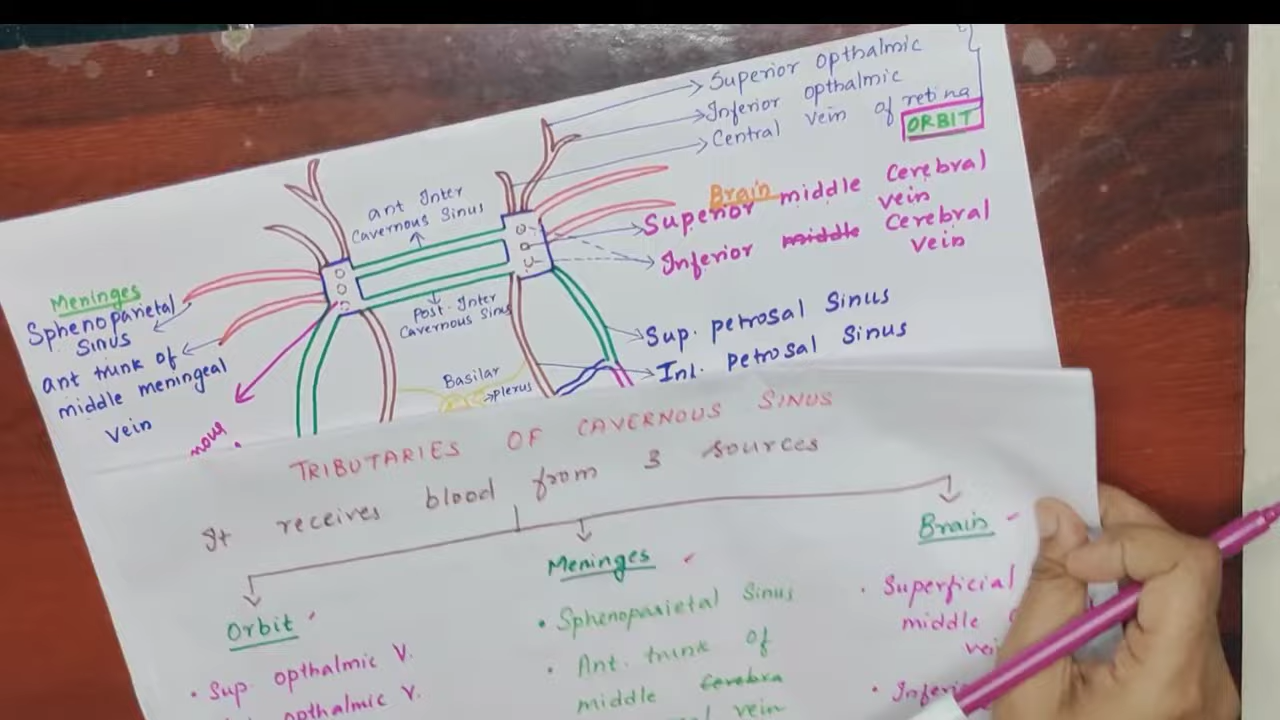 Superior opthalmic
Inferior opthalmic
Central vein of retina
ORBIT
ant Inter
Cavernous Sinus
Brain
Superior middle Cerebral
vein
Inferior middle Cerebral
vein
Meninges
Sphenoparietal
Sinus
ant trunk of
middle meningeal
vein
Post. Inter
Cavernous Sinus
Sup. petrosal Sinus
Inf. petrosal Sinus
Basilar
plexus
TRIBUTARIES OF CAVERNOUS SINUS
It receives blood from 3 sources
Orbit
• Sup opthalmic V.
opthalmic V.
Meninges
• Sphenoparietal Sinus
• Ant. trunk of
middle cerebra
vein
Brain
• Superficial
middle
•